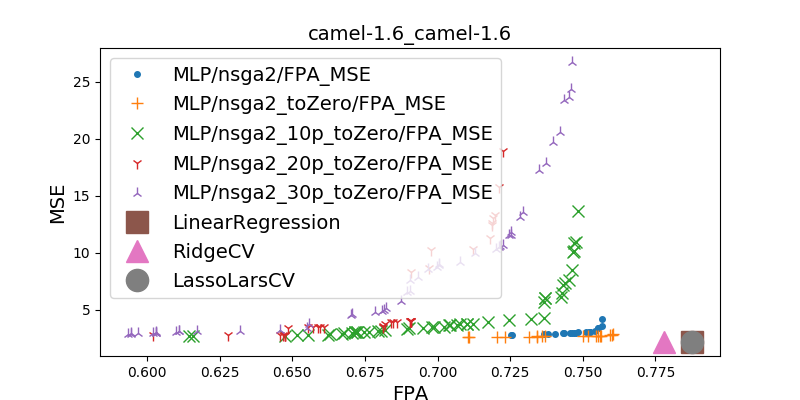 camel-1.6_camel-1.6
MLP/nsga2/FPA_MSE
MLP/nsga2_toZero/FPA_MSE
MLP/nsga2_10p_toZero/FPA_MSE
MLP/nsga2_20p_toZero/FPA_MSE
MLP/nsga2_30p_toZero/FPA_MSE
LinearRegression
RidgeCV
LassoLarsCV
MSE
25
20
15
10
5
0.600 0.625 0.650 0.675 0.700 0.725 0.750 0.775
FPA